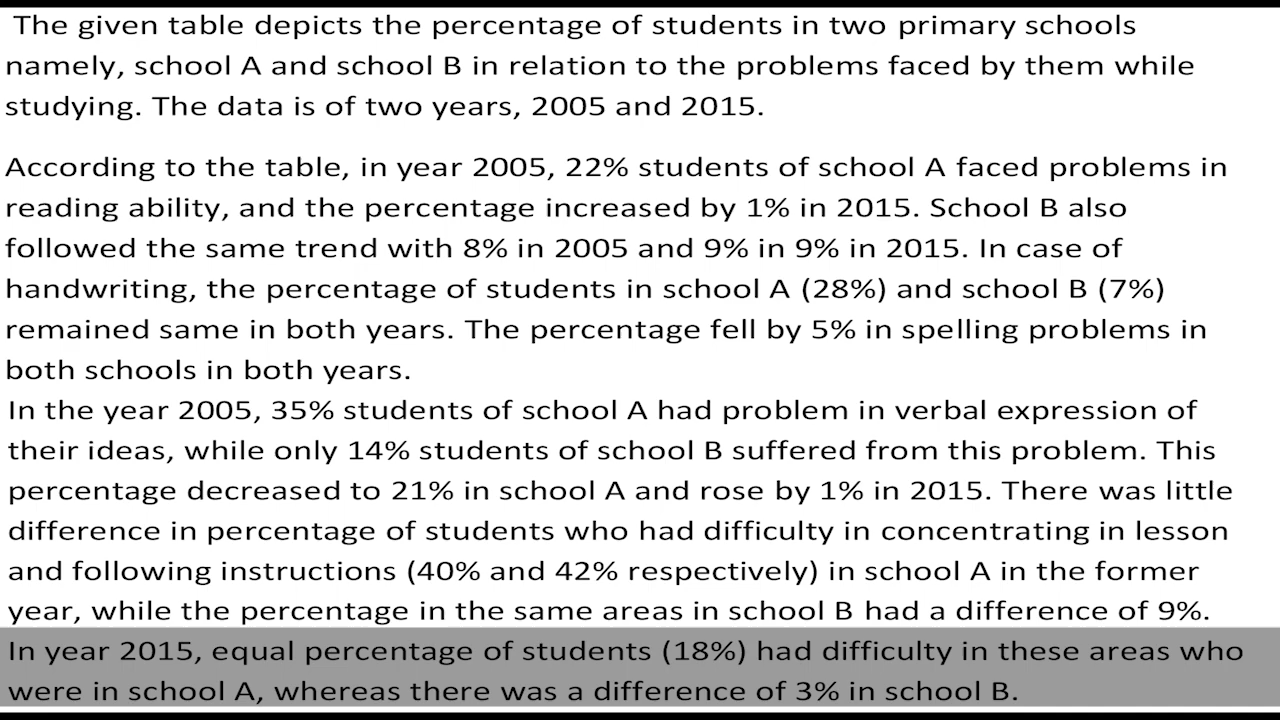 The given table depicts the percentage of students in two primary schools
namely, school A and school B in relation to the problems faced by them while
studying. The data is of two years, 2005 and 2015.
According to the table, in year 2005, 22% students of school A faced problems in
reading ability, and the percentage increased by 1% in 2015. School B also
followed the same trend with 8% in 2005 and 9% in 9% in 2015. In case of
handwriting, the percentage of students in school A (28%) and school B (7%)
remained same in both years. The percentage fell by 5% in spelling problems in
both schools in both years.
In the year 2005, 35% students of school A had problem in verbal expression of
their ideas, while only 14% students of school B suffered from this problem. This
percentage decreased to 21% in school A and rose by 1% in 2015. There was little
difference in percentage of students who had difficulty in concentrating in lesson
and following instructions (40% and 42% respectively) in school A in the former
year, while the percentage in the same areas in school B had a difference of 9%.
In year 2015, equal percentage of students (18%) had difficulty in these areas who
were in school A, whereas there was a difference of 3% in school B.